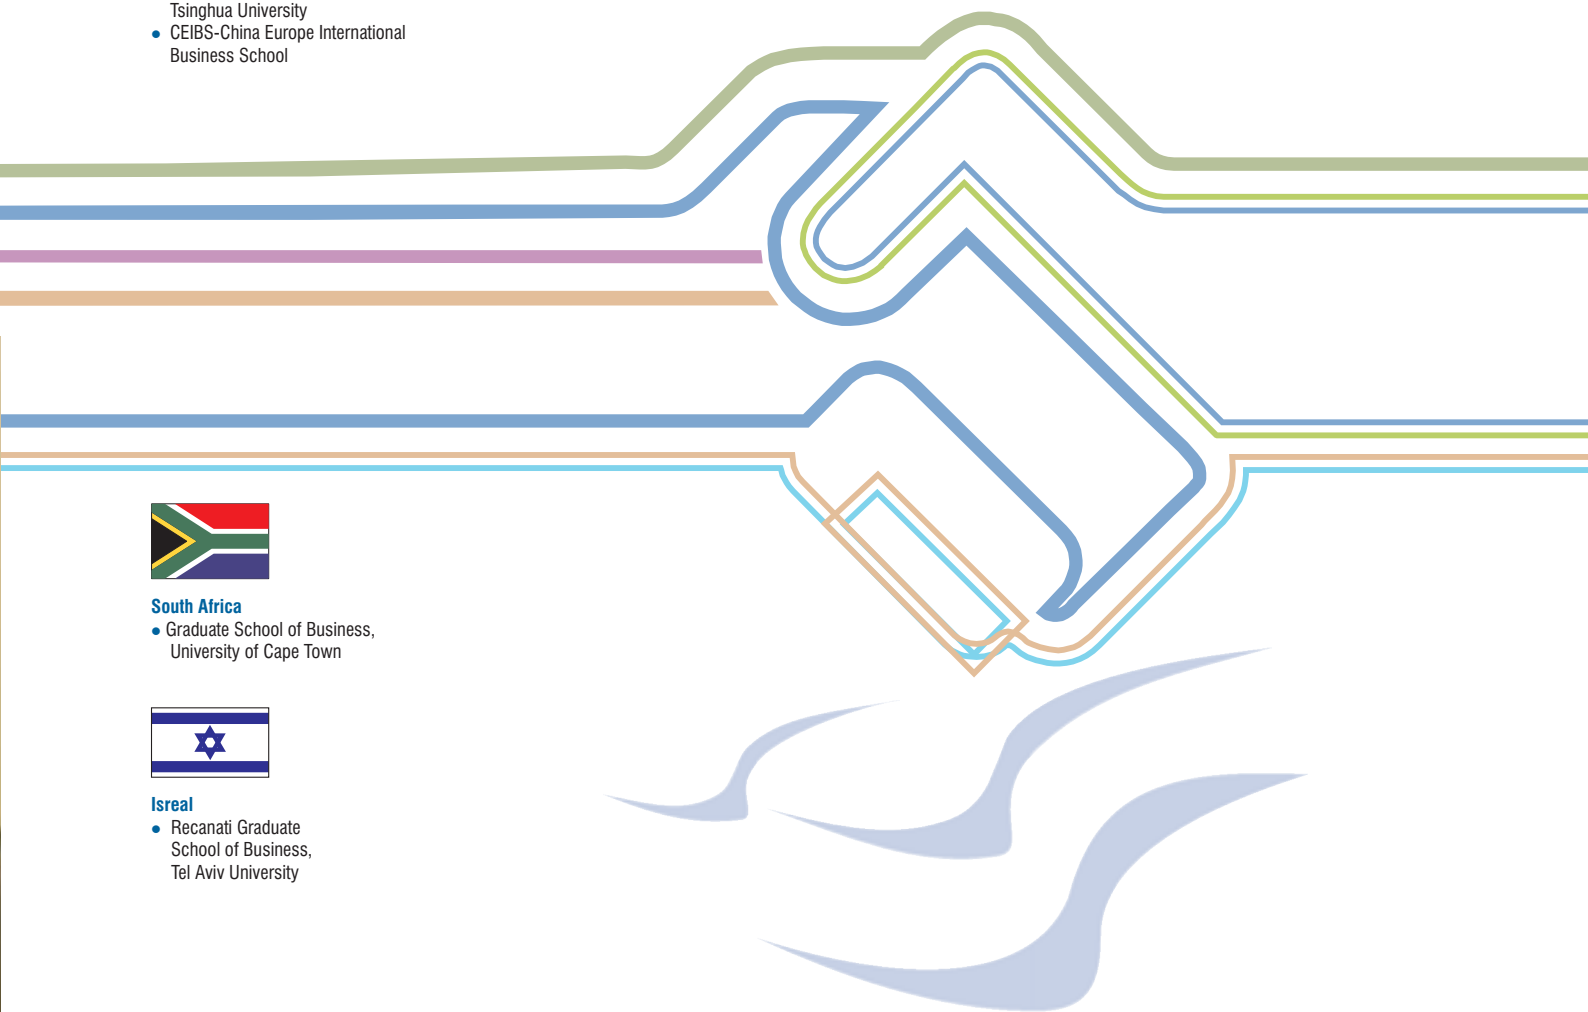 Tsinghua University
• CEIBS-China Europe International
Business School
South Africa
• Graduate School of Business,
University of Cape Town
Isreal
• Recanati Graduate
School of Business,
Tel Aviv University